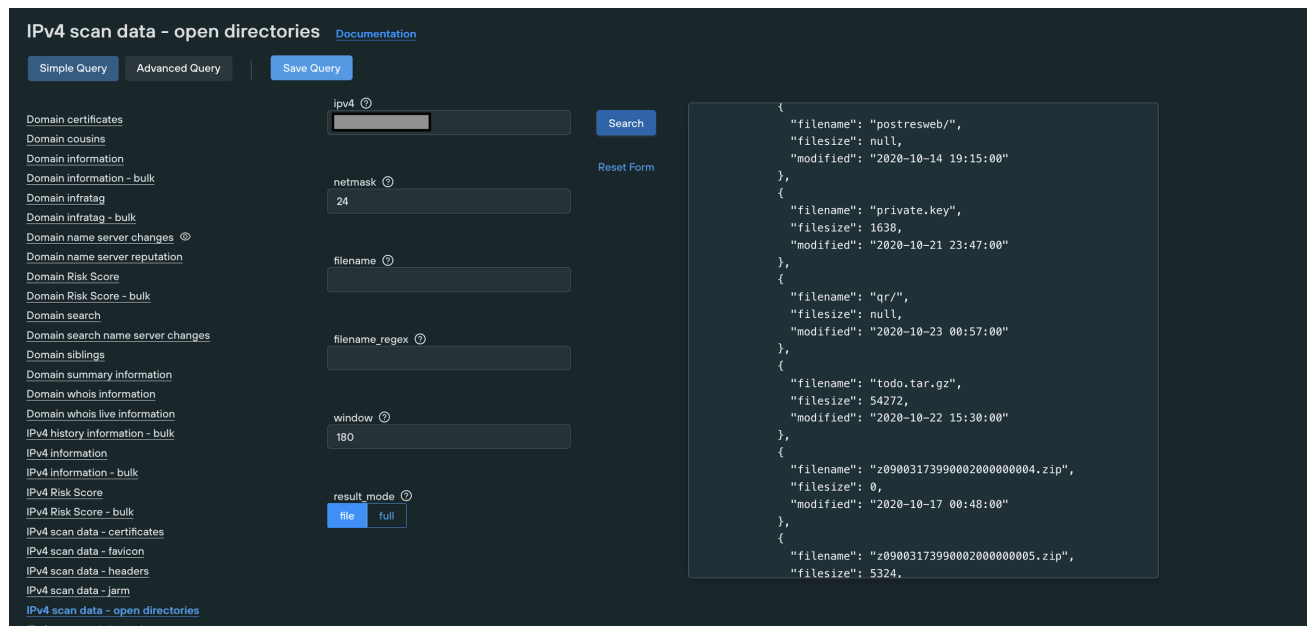 IPv4 scan data - open directories Documentation
Simple Query Advanced Query Save Query
Domain certificates
Domain cousins
Domain information
Domain information - bulk
Domain infratag
Domain infratag - bulk
Domain name server changes
Domain name server reputation
Domain Risk Score
Domain Risk Score - bulk
Domain search
Domain search name server changes
Domain siblings
Domain summary information
Domain whois information
Domain whois live information
IPv4 history information - bulk
IPv4 information
IPv4 information - bulk
IPv4 Risk Score
IPv4 Risk Score - bulk
IPv4 scan data - certificates
IPv4 scan data - favicon
IPv4 scan data - headers
IPv4 scan data - jarm
IPv4 scan data - open directories
ipv4
Search
Reset Form
netmask
24
filename
filename_regex
window
180
result_mode
file full
{
"filename": "postresweb/",
"filesize": null,
"modified": "2020-10-14 19:15:00"
},
{
"filename": "private.key",
"filesize": 1638,
"modified": "2020-10-21 23:47:00"
},
{
"filename": "qr/",
"filesize": null,
"modified": "2020-10-23 00:57:00"
},
{
"filename": "todo.tar.gz",
"filesize": 54272,
"modified": "2020-10-22 15:30:00"
},
{
"filename": "z09003173990002000000004.zip",
"filesize": 0,
"modified": "2020-10-17 00:48:00"
},
{
"filename": "z09003173990002000000005.zip",
"filesize": 5324,